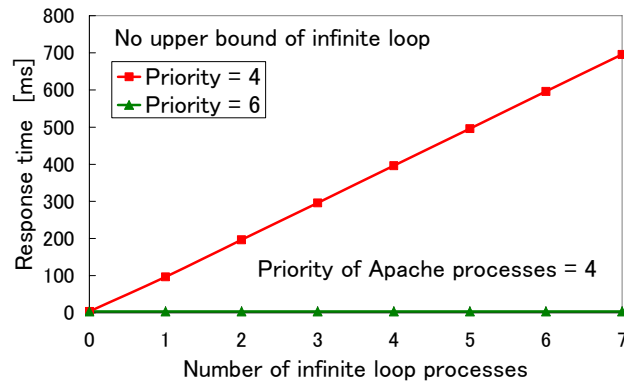 800
700
600
500
400
300
200
100
0
Response time [ms]
No upper bound of infinite loop
Priority = 4
Priority = 6
Priority of Apache processes = 4
0 1 2 3 4 5 6 7
Number of infinite loop processes